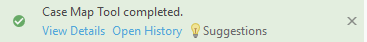 Case Map Tool completed.
View Details Open History Suggestions